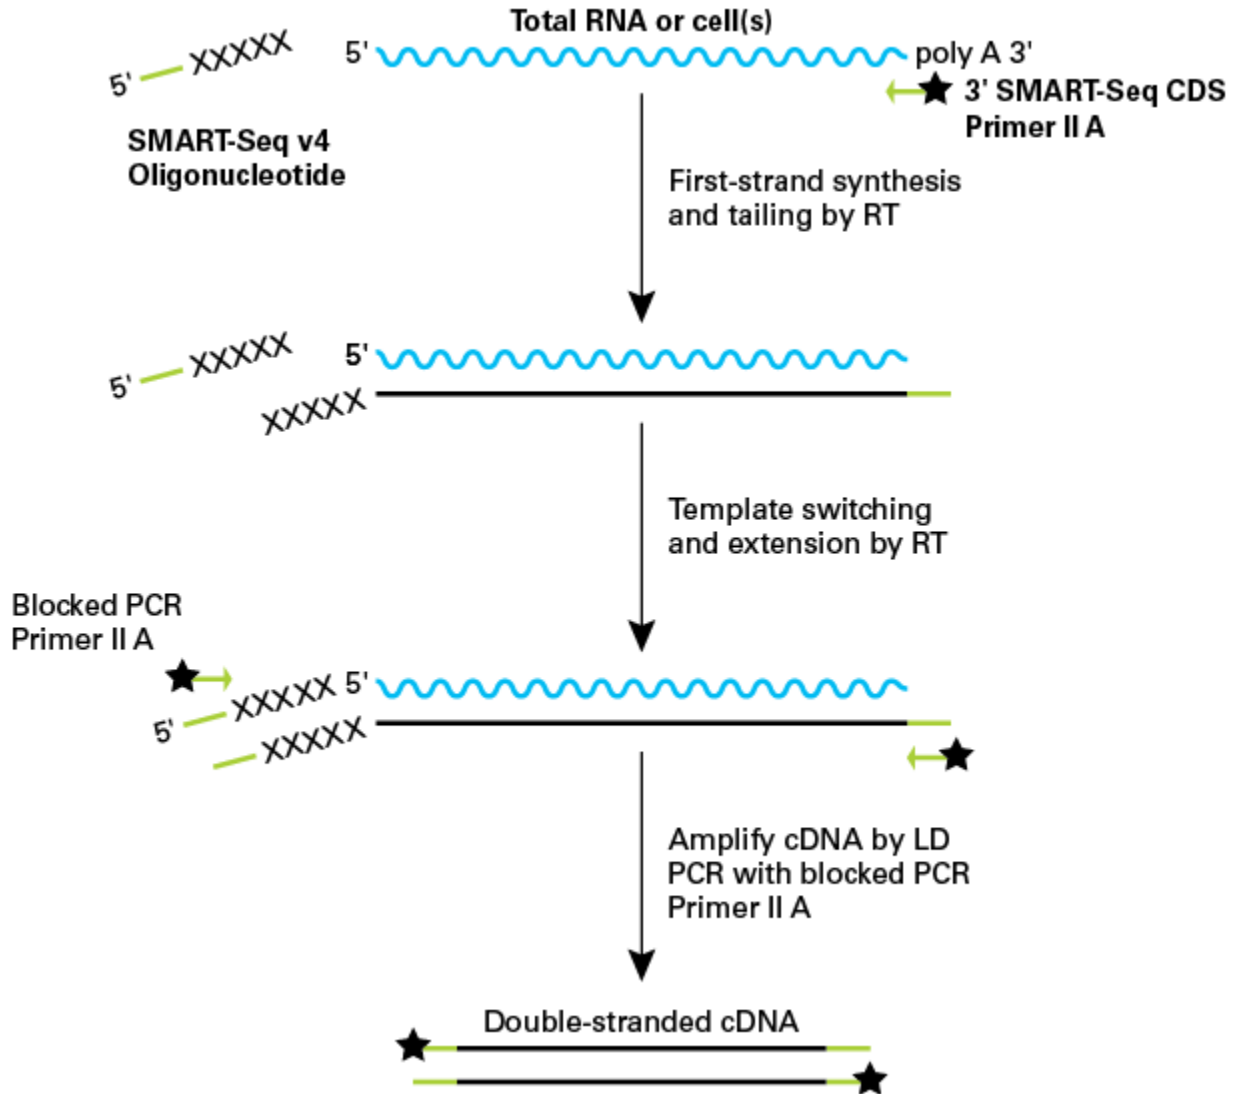 Total RNA or cell(s)
5' XXXXX 5' poly A 3'
3' SMART-Seq CDS
Primer II A
SMART-Seq v4
Oligonucleotide
First-strand synthesis
and tailing by RT
5' XXXXX 5'
XXXXX
Template switching
and extension by RT
Blocked PCR
Primer II A
5' XXXXX 5'
XXXXX
Amplify cDNA by LD
PCR with blocked PCR
Primer II A
Double-stranded cDNA